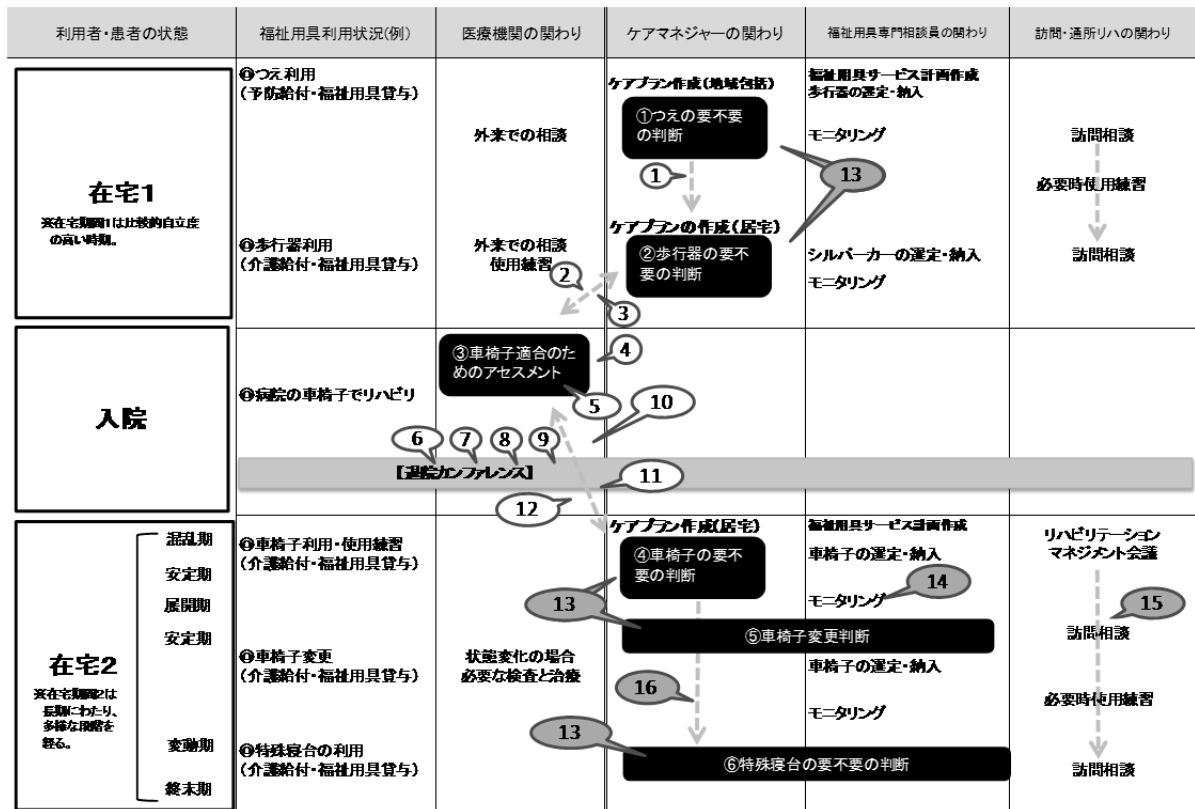 利用者・患者の状態
福祉用具利用状況(例)
医療機関の関わり
ケアマネジャーの関わり
福祉用具専門相談員の関わり
訪問・通所リハの関わり
在宅1
※在宅期間1は比較的自立度
の高い時期。
❶つえ利用
(予防給付・福祉用具貸与)
外来での相談
ケアプラン作成(地域包括)
①つえの要不要
の判断
福祉用具サービス計画作成
歩行器の選定・納入
モニタリング
訪問相談
1
13
必要時使用練習
❶歩行器利用
(介護給付・福祉用具貸与)
外来での相談
使用練習
ケアプランの作成(居宅)
②歩行器の要不
要の判断
シルバーカーの選定・納入
モニタリング
訪問相談
2
3
入院
❶病院の車椅子でリハビリ
③車椅子適合のた
めのアセスメント
4
5
10
6
7
8
9
【退院カンファレンス】
11
12
在宅2
※在宅期間2は
長期にわたり、
多様な段階を
経る。
混乱期
安定期
展開期
安定期
変動期
終末期
❶車椅子利用・使用練習
(介護給付・福祉用具貸与)
ケアプラン作成(居宅)
④車椅子の要不
要の判断
福祉用具サービス計画作成
車椅子の選定・納入
モニタリング
リハビリテーション
マネジメント会議
13
14
15
⑤車椅子変更判断
訪問相談
❶車椅子変更
(介護給付・福祉用具貸与)
状態変化の場合
必要な検査と治療
車椅子の選定・納入
16
モニタリング
必要時使用練習
13
❶特殊寝台の利用
(介護給付・福祉用具貸与)
⑥特殊寝台の要不要の判断
訪問相談